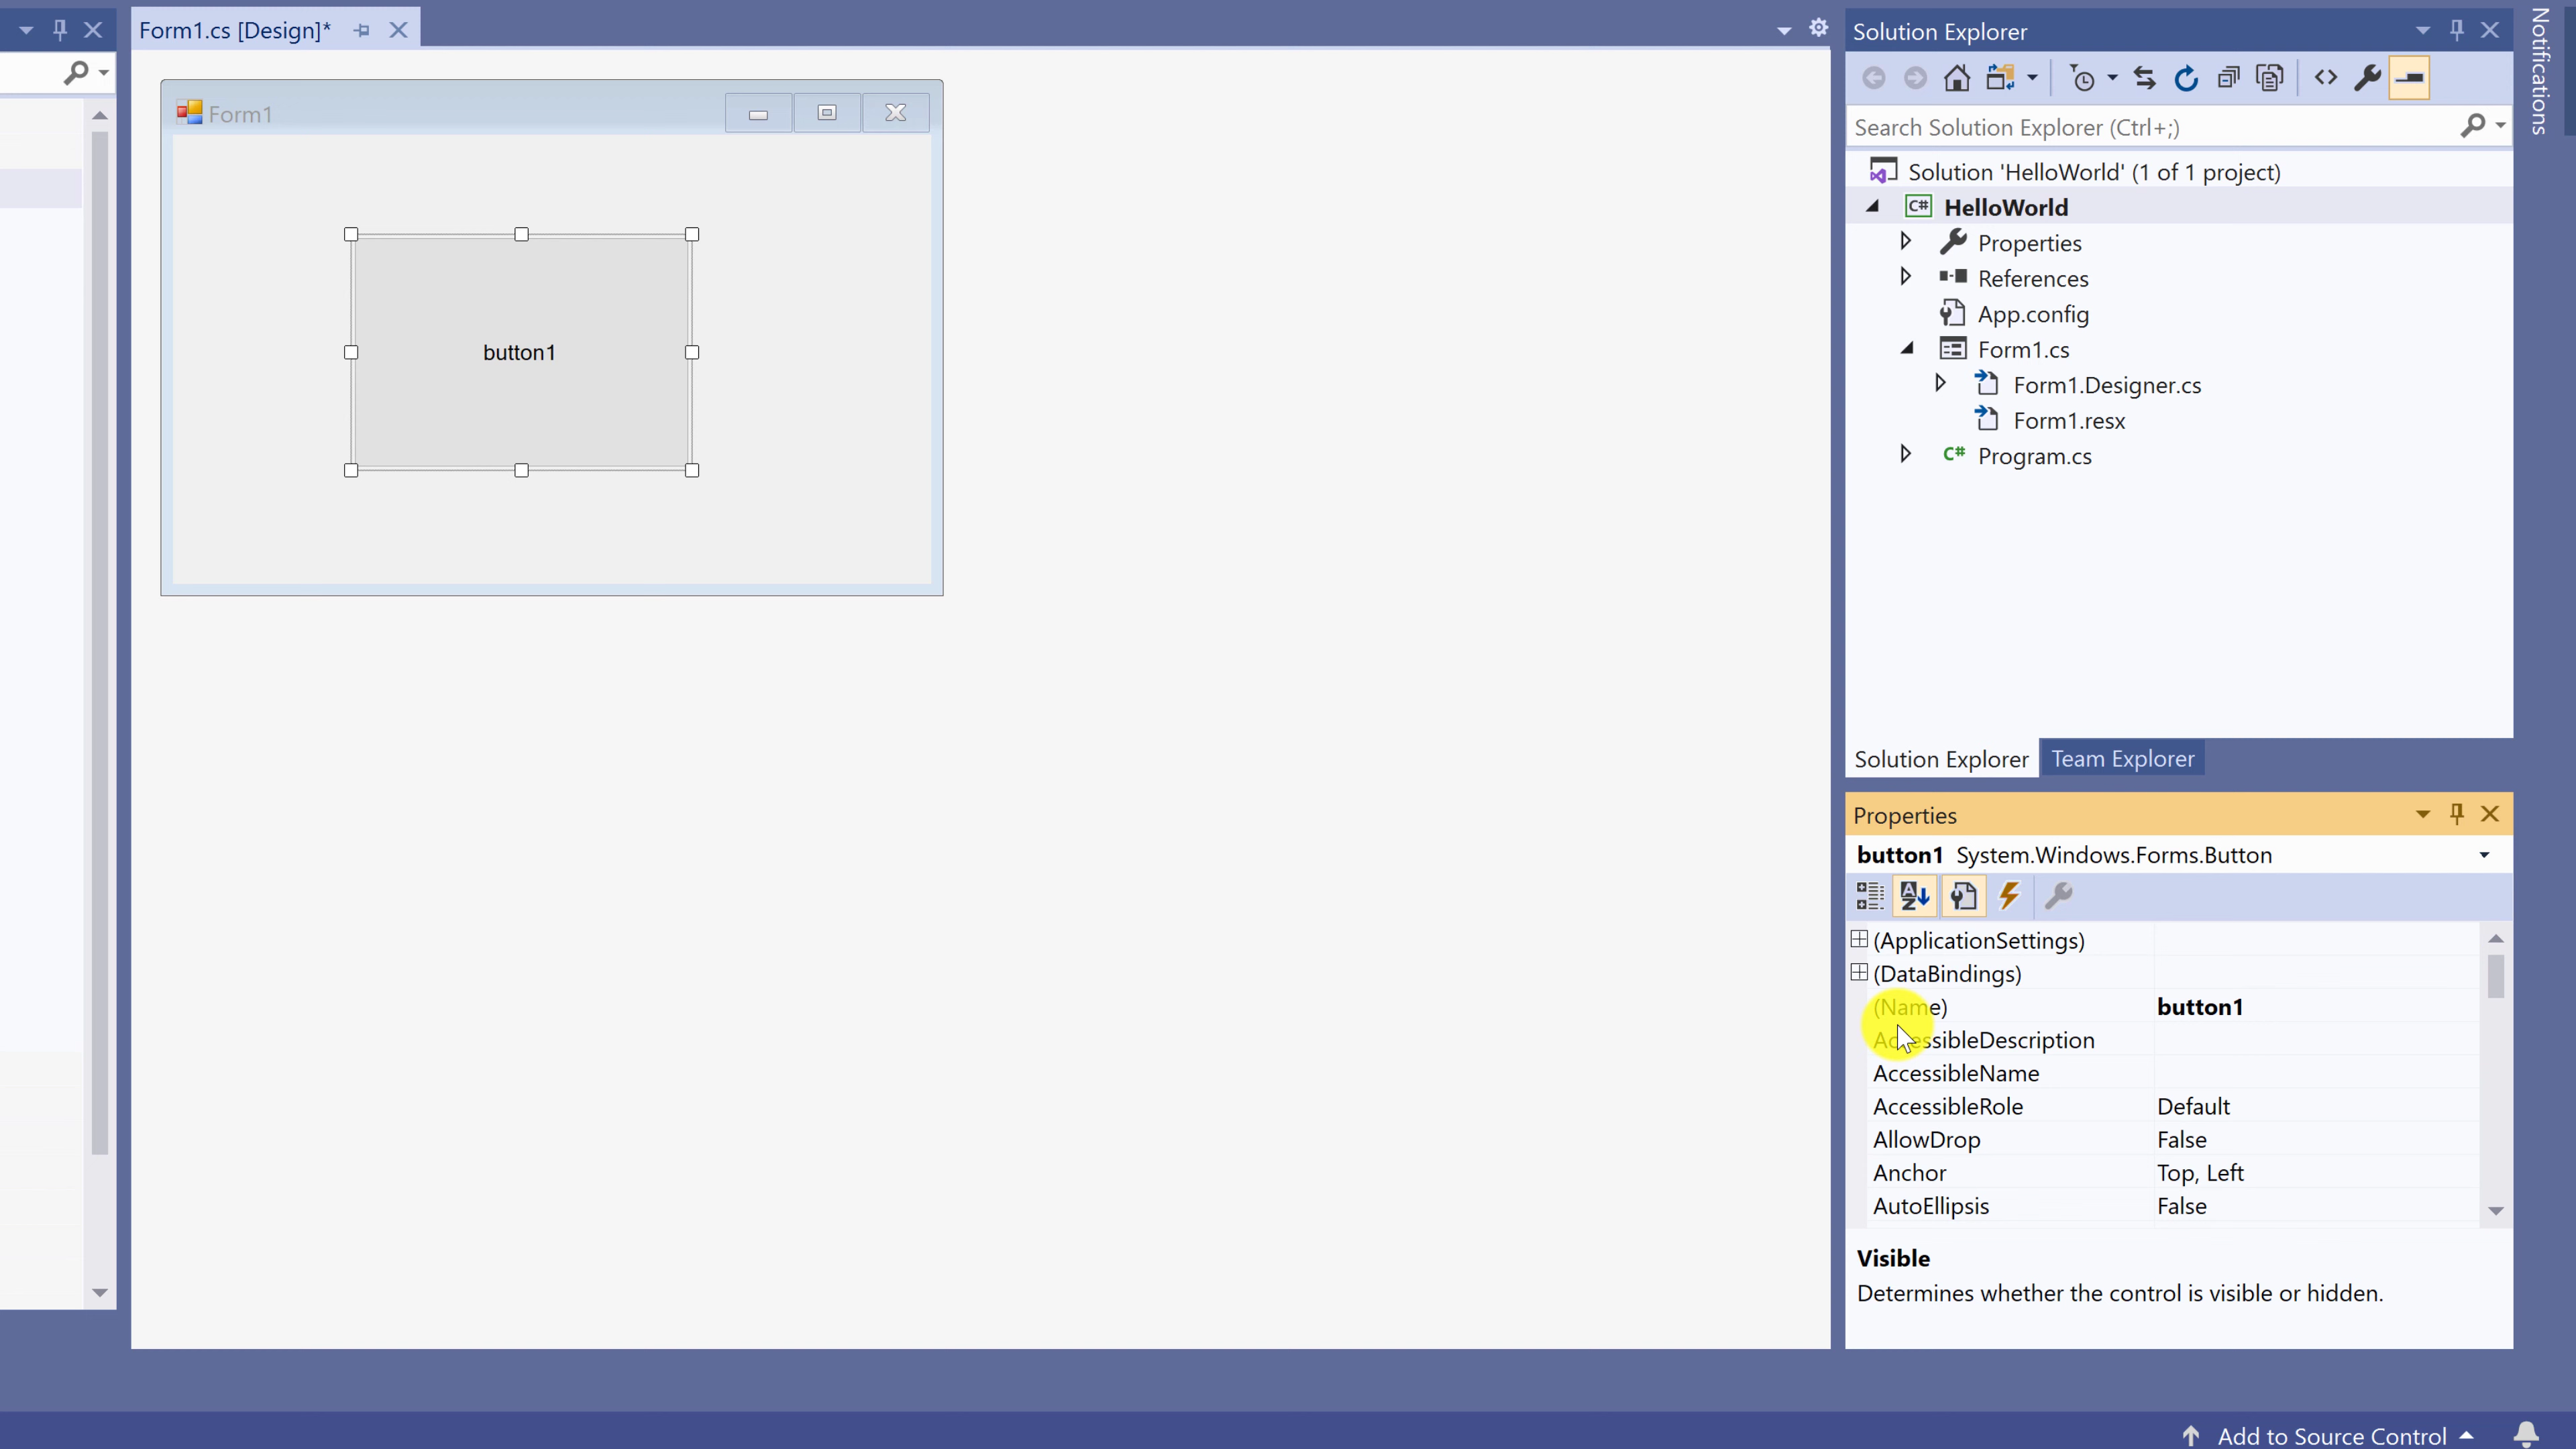 Form1.cs [Design]*
Form1
button1
Solution Explorer
Search Solution Explorer (Ctrl+;)
Solution 'HelloWorld' (1 of 1 project)
C# HelloWorld
Properties
References
App.config
Form1.cs
Form1.Designer.cs
Form1.resx
C# Program.cs
Solution Explorer Team Explorer
Properties
button1 System.Windows.Forms.Button
(ApplicationSettings)
(DataBindings)
(Name) button1
AccessibleDescription
AccessibleName
AccessibleRole Default
AllowDrop False
Anchor Top, Left
AutoEllipsis False
Visible
Determines whether the control is visible or hidden.
Notifications
Add to Source Control